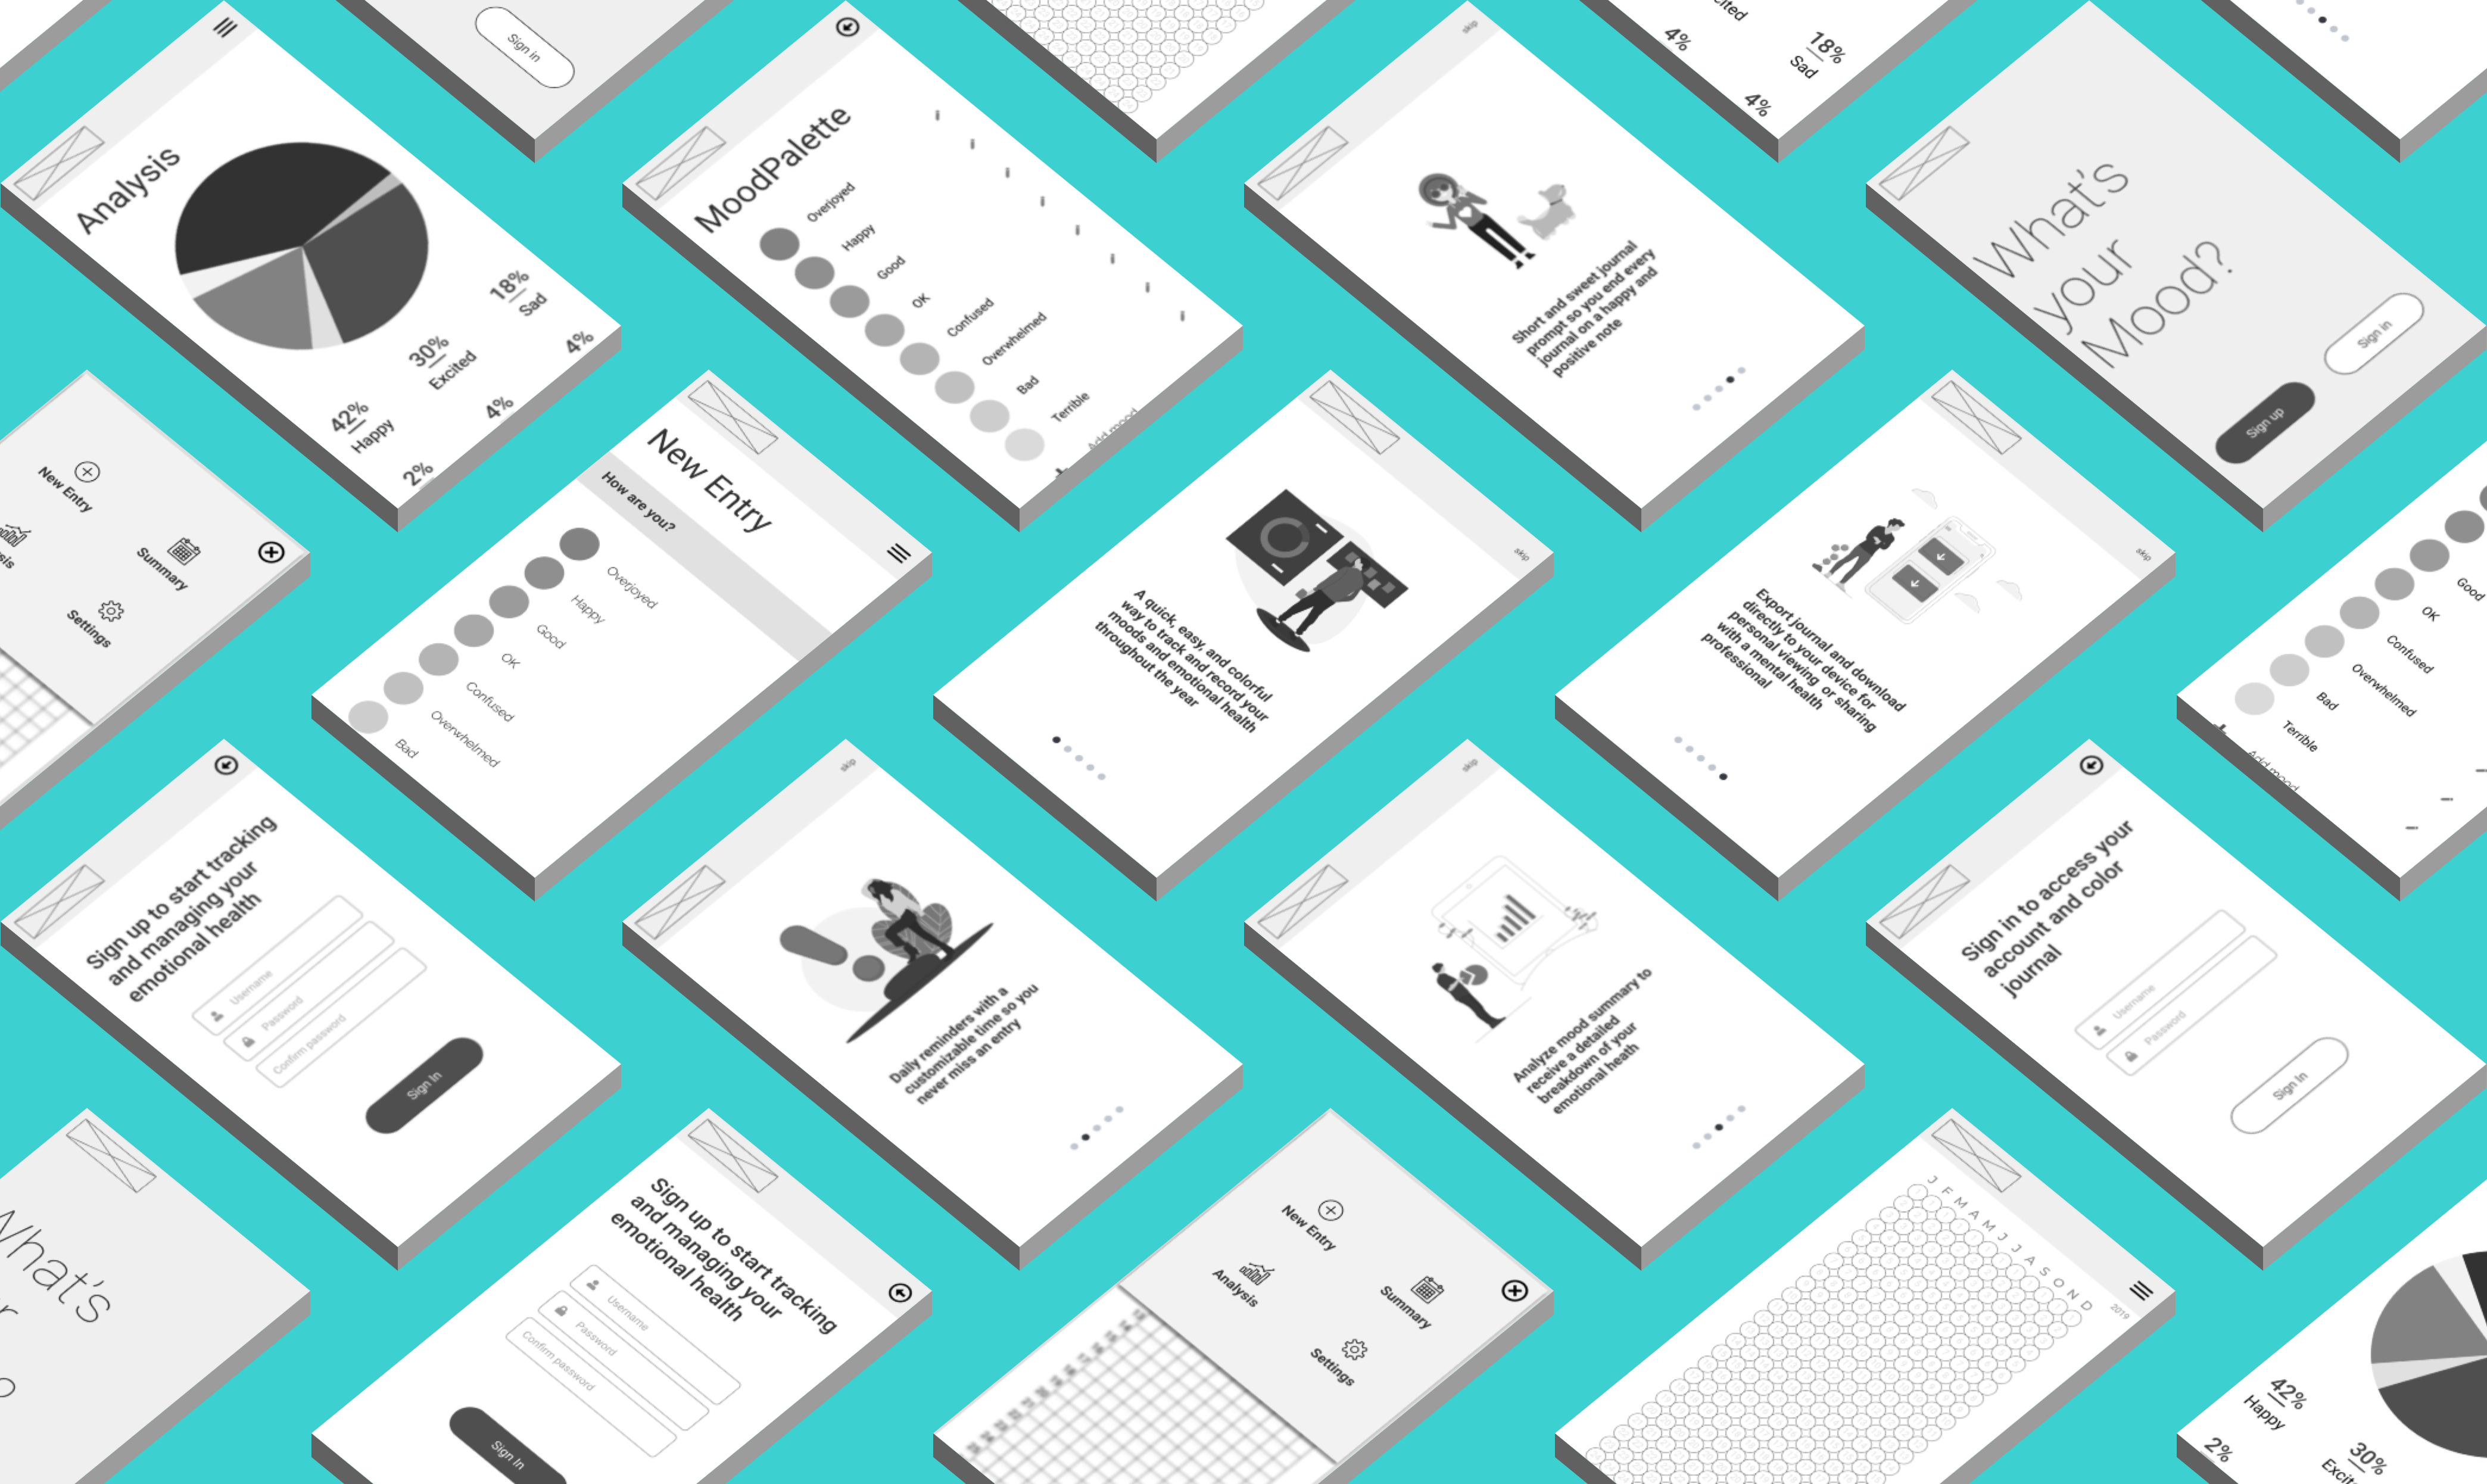 Sign in
cited
4%
18%
Sad
4%
Analysis
18%
Sad
30%
Excited
4%
42%
Happy
4%
2%
MoodPalette
Overjoyed
Happy
Good
OK
Confused
Overwhelmed
Bad
Terrible
Add mood
skip
Short and sweet journal
prompt so you end every
journal on a happy and
positive note
What's
your
Mood?
Sign in
Sign up
New Entry
sis
Summary
Settings
New Entry
How are you?
Overjoyed
Happy
Good
OK
Confused
Overwhelmed
Bad
skip
A quick, easy, and colorful
way to track and record your
moods and emotional health
throughout the year
skip
Export journal and download
directly to your device for
personal viewing or sharing
with a mental health
professional
Good
OK
Confused
Overwhelmed
Bad
Terrible
Add mood
Sign up to start tracking
and managing your
emotional health
Username
Password
Confirm password
Sign In
skip
Daily reminders with a
customizable time so you
never miss an entry
skip
Analyze mood summary to
receive a detailed
breakdown of your
emotional heath
Sign in to access your
account and color
journal
Username
Password
Sign In
What's
r
Sign up to start tracking
and managing your
emotional health
Username
Password
Confirm password
Sign In
New Entry
Analysis
Summary
Settings
J F M A M J J A S O N D
2019
42%
Happy
30%
Excit
2%